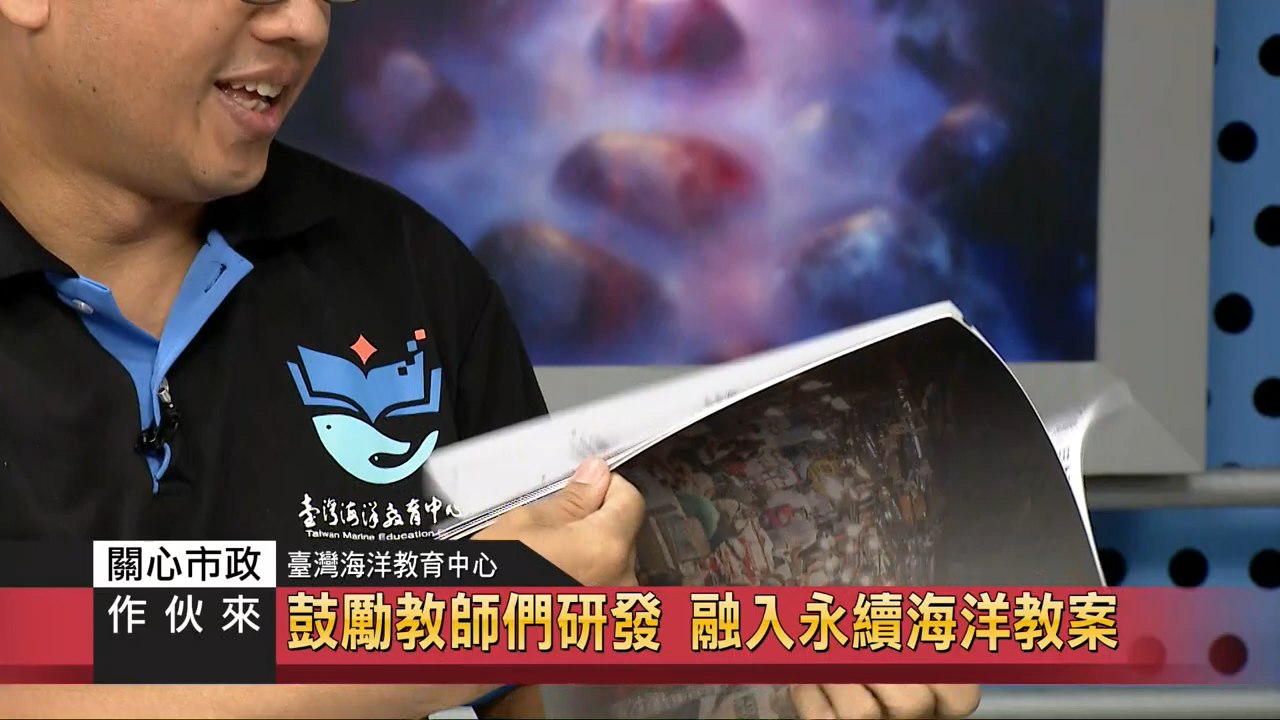 臺灣海洋教育中心
Taiwan Marine Education
關心市政
作伙來
臺灣海洋教育中心
鼓勵教師們研發 融入永續海洋教案